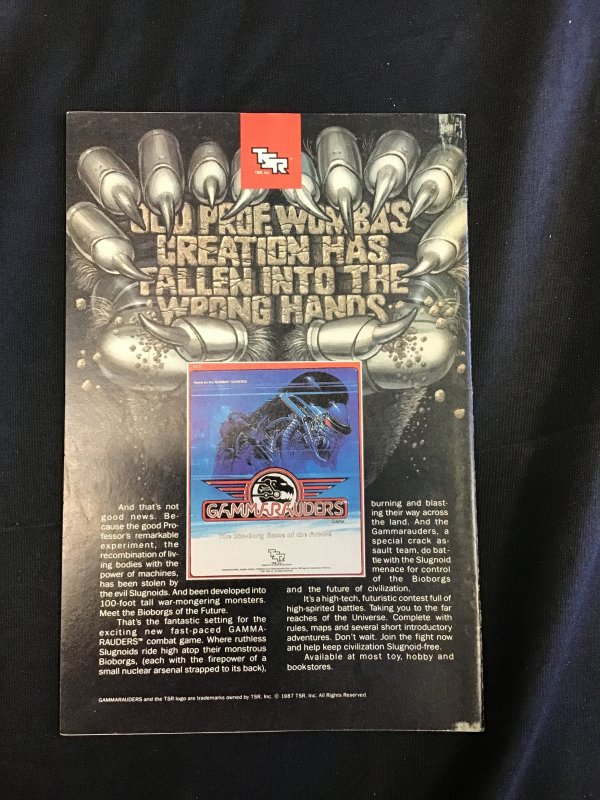 TSR
TSR, Inc.
OLD PROF. WOMBAS'
CREATION HAS
FALLEN INTO THE
WRONG HANDS
GAMMARAUDERS™
GAME
The Bio-Borg Game of the Future
TSR
And that's not
good news. Be-
cause the good Pro-
fessor's remarkable
experiment, the
recombination of liv-
ing bodies with the
power of machines,
has been stolen by
the evil Slugnoids. And been developed into
100-foot tall war-mongering monsters.
Meet the Bioborgs of the Future.
That's the fantastic setting for the
exciting new fast-paced GAMMA-
RAUDERS™ combat game. Where ruthless
Slugnoids ride high atop their monstrous
Bioborgs, (each with the firepower of a
small nuclear arsenal strapped to its back),
burning and blast-
ing their way across
the land. And the
Gammarauders, a
special crack as-
sault team, do bat-
tle with the Slugnoid
menace for control
of the Bioborgs
and the future of civilization.
It's a high-tech, futuristic contest full of
high-spirited battles. Taking you to the far
reaches of the Universe. Complete with
rules, maps and several short introductory
adventures. Don't wait. Join the fight now
and help keep civilization Slugnoid-free.
Available at most toy, hobby and
bookstores.
GAMMARAUDERS and the TSR logo are trademarks owned by TSR, Inc. © 1987 TSR, Inc. All Rights Reserved.